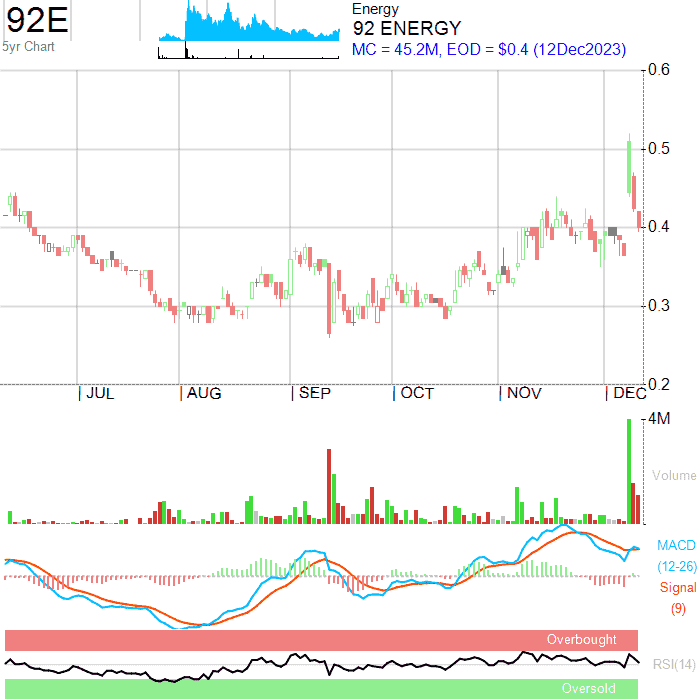 92E
5yr Chart
Energy
92 ENERGY
MC = 45.2M, EOD = $0.4 (12Dec2023)
0.6
0.5
0.4
0.3
0.2
JUL
AUG
SEP
OCT
NOV
DEC
4M
Volume
MACD
(12-26)
Signal
(9)
Overbought
RSI(14)
Oversold